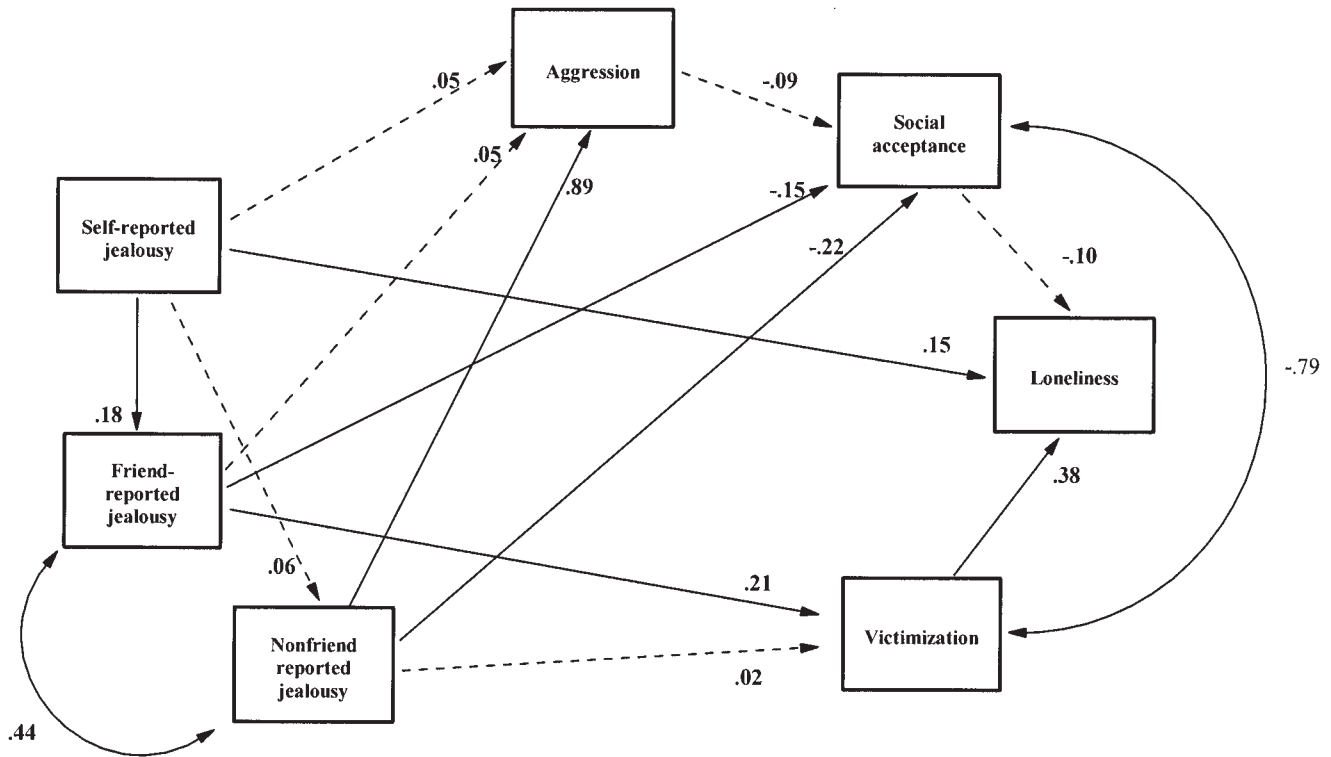 Aggression
.05
-.09
Social
acceptance
.05
.89
-.15
Self-reported
jealousy
-.22
-.10
.15
Loneliness
-.79
.18
Friend-
reported
jealousy
.38
.06
.21
Victimization
Nonfriend
reported
jealousy
.02
.44